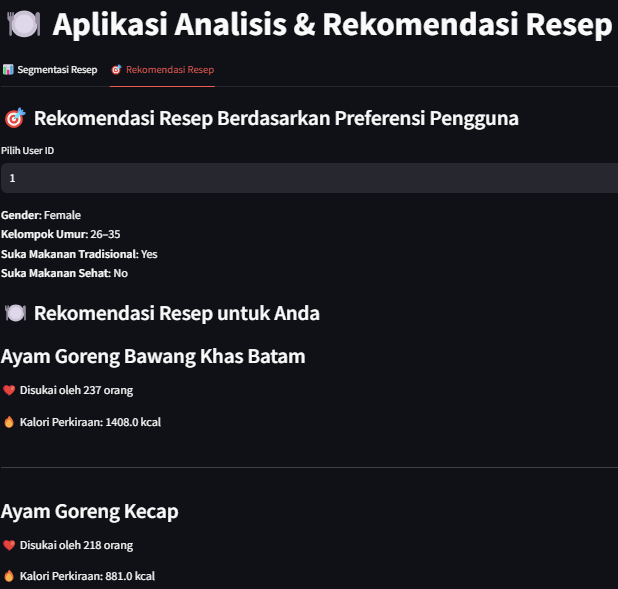 🍽️ Aplikasi Analisis & Rekomendasi Resep
📊 Segmentasi Resep 🎯 Rekomendasi Resep
🎯 Rekomendasi Resep Berdasarkan Preferensi Pengguna
Pilih User ID
1
Gender: Female
Kelompok Umur: 26–35
Suka Makanan Tradisional: Yes
Suka Makanan Sehat: No
🍽️ Rekomendasi Resep untuk Anda
Ayam Goreng Bawang Khas Batam
❤️ Disukai oleh 237 orang
🔥 Kalori Perkiraan: 1408.0 kcal
Ayam Goreng Kecap
❤️ Disukai oleh 218 orang
🔥 Kalori Perkiraan: 881.0 kcal